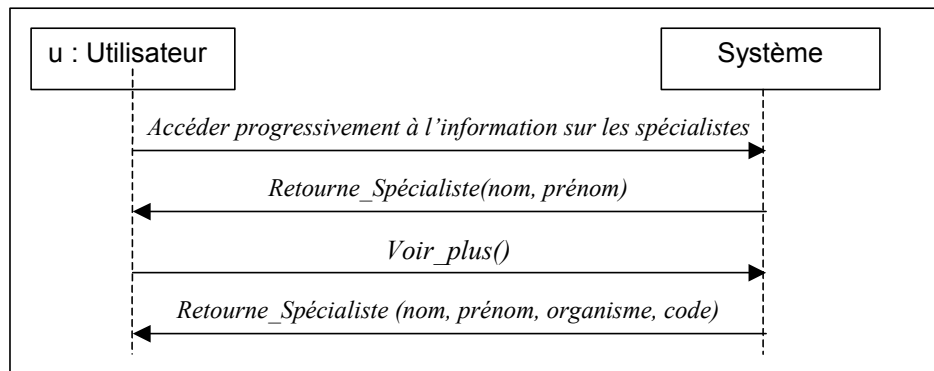 u : Utilisateur
Système
Accéder progressivement à l’information sur les spécialistes
Retourne_Spécialiste(nom, prénom)
Voir_plus()
Retourne_Spécialiste (nom, prénom, organisme, code)